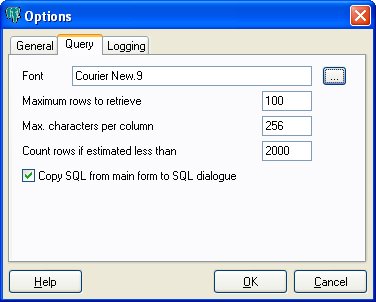 Options
General Query Logging
Font Courier New.9 ...
Maximum rows to retrieve 100
Max. characters per column 256
Count rows if estimated less than 2000
Copy SQL from main form to SQL dialogue
Help OK Cancel